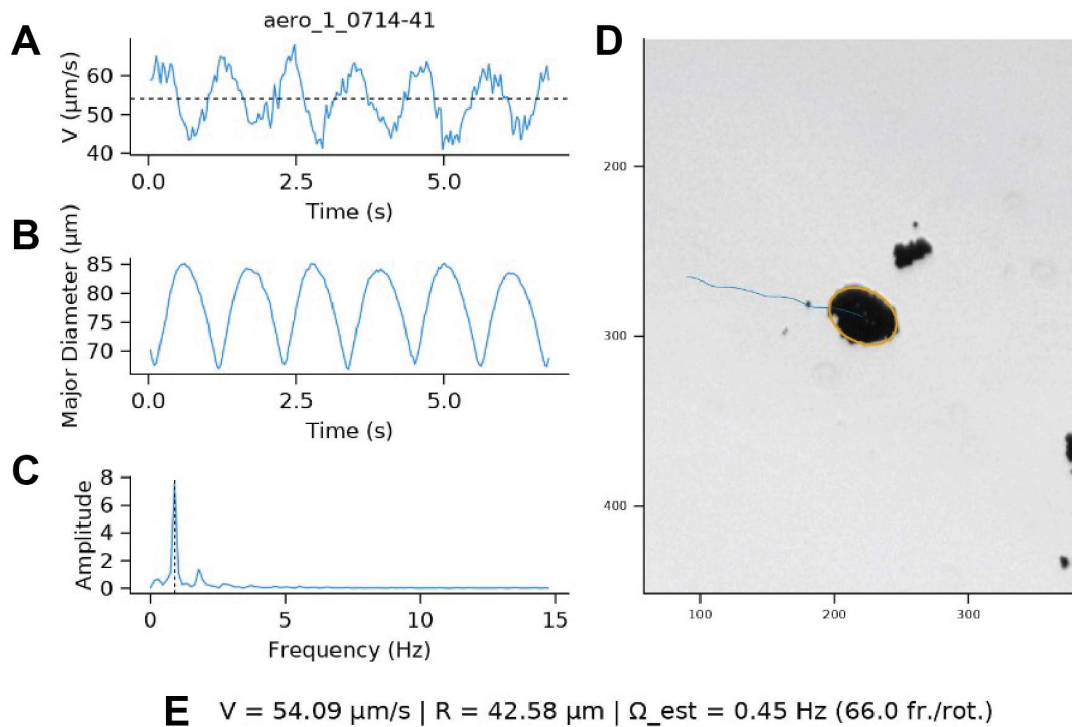 aero_1_0714-41
A
V (μm/s)
60
50
40
0.0 2.5 5.0
Time (s)
B
Major Diameter (μm)
85
80
75
70
0.0 2.5 5.0
Time (s)
C
Amplitude
8
6
4
2
0
0 5 10 15
Frequency (Hz)
D
200
300
400
100 200 300
E V = 54.09 μm/s | R = 42.58 μm | Ω_est = 0.45 Hz (66.0 fr./rot.)